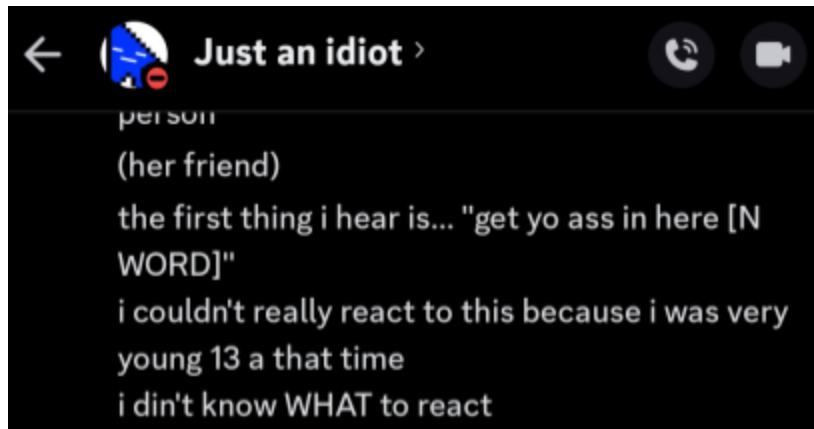 Just an idiot
person
(her friend)
the first thing i hear is... "get yo ass in here [N
WORD]"
i couldn't really react to this because i was very
young 13 a that time
i din't know WHAT to react